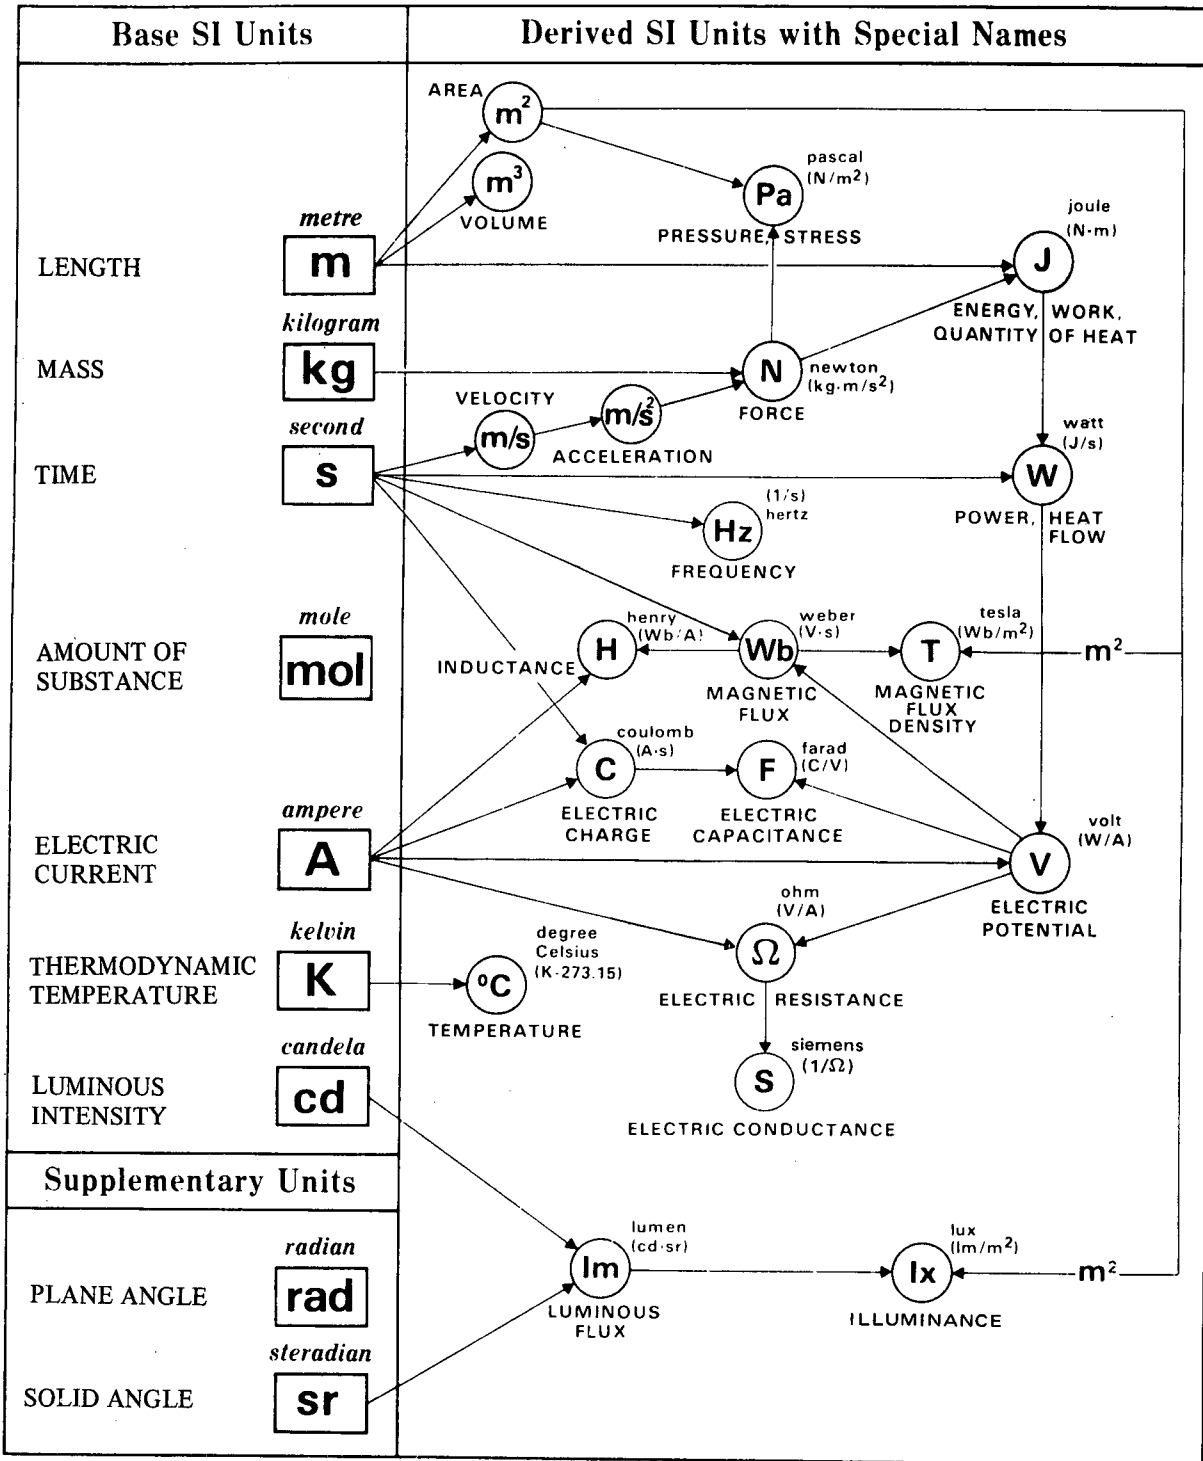 Base SI Units
Derived SI Units with Special Names
AREA
m²
m³
VOLUME
pascal
(N/m²)
Pa
PRESSURE, STRESS
joule
(N·m)
J
ENERGY, WORK,
QUANTITY OF HEAT
metre
LENGTH
m
kilogram
MASS
kg
N
newton
(kg·m/s²)
FORCE
VELOCITY
m/s
m/s²
ACCELERATION
second
TIME
s
watt
(J/s)
W
POWER, HEAT
FLOW
(1/s)
hertz
Hz
FREQUENCY
mole
AMOUNT OF
SUBSTANCE
mol
INDUCTANCE
henry
(Wb/A)
H
weber
(V·s)
Wb
MAGNETIC
FLUX
tesla
(Wb/m²)
T
MAGNETIC
FLUX
DENSITY
m²
coulomb
(A·s)
C
ELECTRIC
CHARGE
farad
(C/V)
F
ELECTRIC
CAPACITANCE
ampere
ELECTRIC
CURRENT
A
volt
(W/A)
V
ELECTRIC
POTENTIAL
ohm
(V/A)
Ω
ELECTRIC RESISTANCE
kelvin
THERMODYNAMIC
TEMPERATURE
K
degree
Celsius
(K-273.15)
°C
TEMPERATURE
siemens
(1/Ω)
S
ELECTRIC CONDUCTANCE
candela
LUMINOUS
INTENSITY
cd
Supplementary Units
radian
PLANE ANGLE
rad
lumen
(cd·sr)
lm
LUMINOUS
FLUX
lux
(lm/m²)
lx
ILLUMINANCE
m²
steradian
SOLID ANGLE
sr